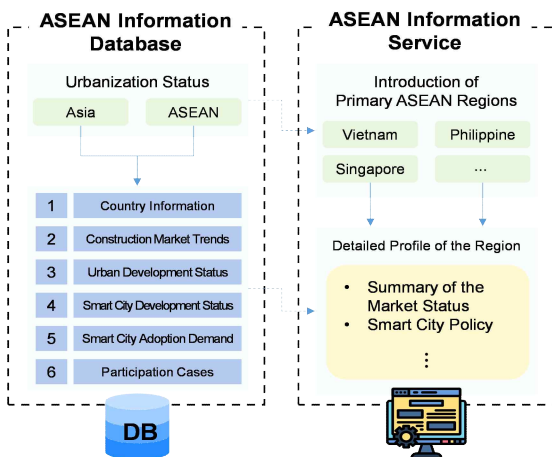 ASEAN Information
Database
Urbanization Status
Asia
ASEAN
1 Country Information
2 Construction Market Trends
3 Urban Development Status
4 Smart City Development Status
5 Smart City Adoption Demand
6 Participation Cases
DB
ASEAN Information
Service
Introduction of
Primary ASEAN Regions
Vietnam
Philippine
Singapore
...
Detailed Profile of the Region
• Summary of the
Market Status
• Smart City Policy
⋮